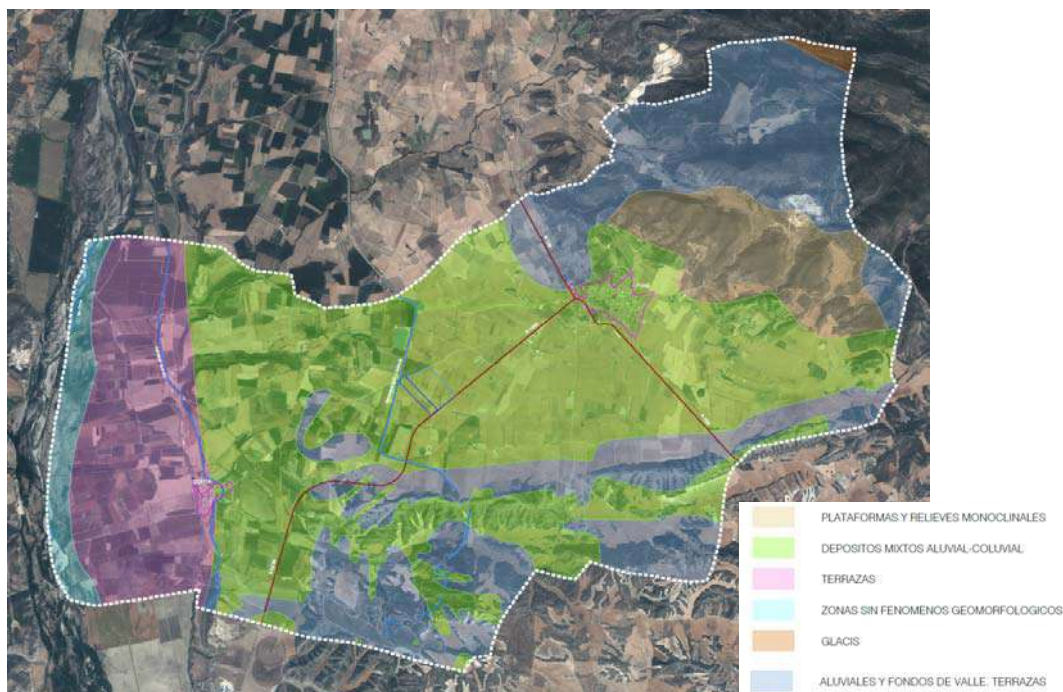 PLATAFORMAS Y RELIEVES MONOCLINALES
DEPOSITOS MIXTOS ALUVIAL-COLUVIAL
TERRAZAS
ZONAS SIN FENOMENOS GEOMORFOLOGICOS
GLACIS
ALUVIALES Y FONDOS DE VALLE. TERRAZAS